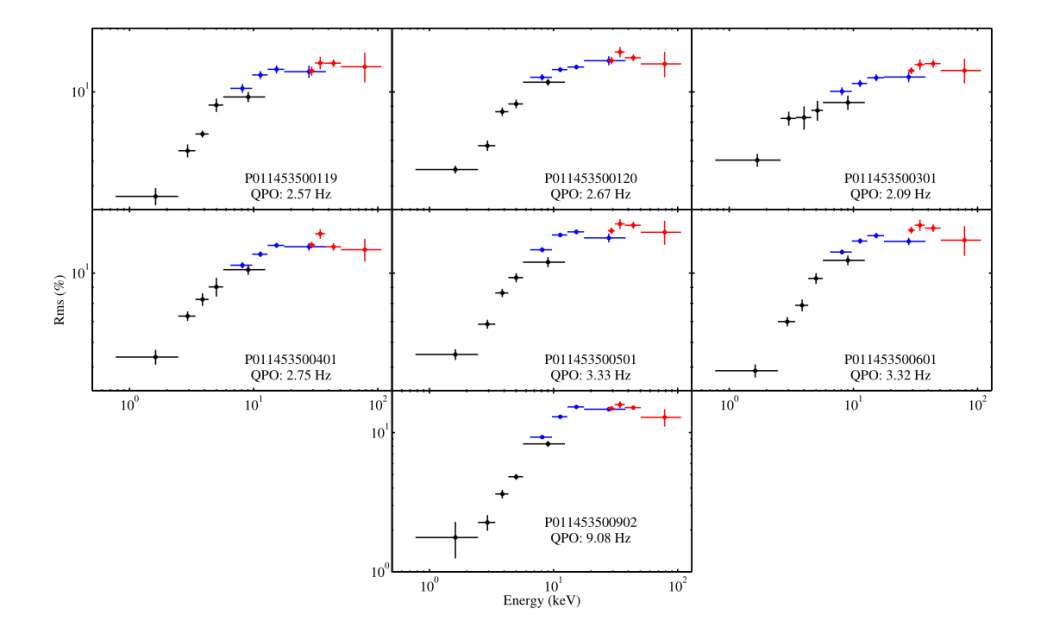 10¹
P011453500119
QPO: 2.57 Hz
P011453500120
QPO: 2.67 Hz
P011453500301
QPO: 2.09 Hz
Rms (%)
10¹
P011453500401
QPO: 2.75 Hz
P011453500501
QPO: 3.33 Hz
P011453500601
QPO: 3.32 Hz
10⁰ 10¹ 10²
10⁰ 10¹ 10²
10¹
P011453500902
QPO: 9.08 Hz
10⁰
10⁰ 10¹ 10²
Energy (keV)